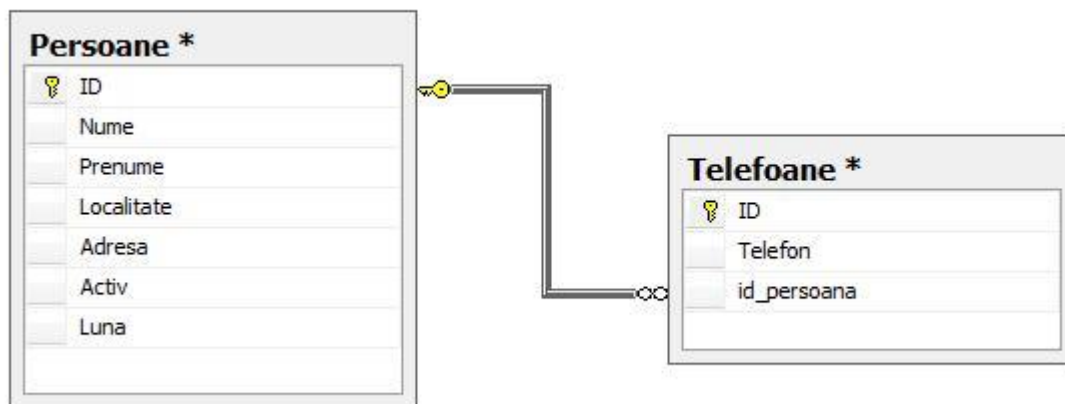 Persoane *
ID
Nume
Prenume
Localitate
Adresa
Activ
Luna
Telefoane *
ID
Telefon
id_persoana